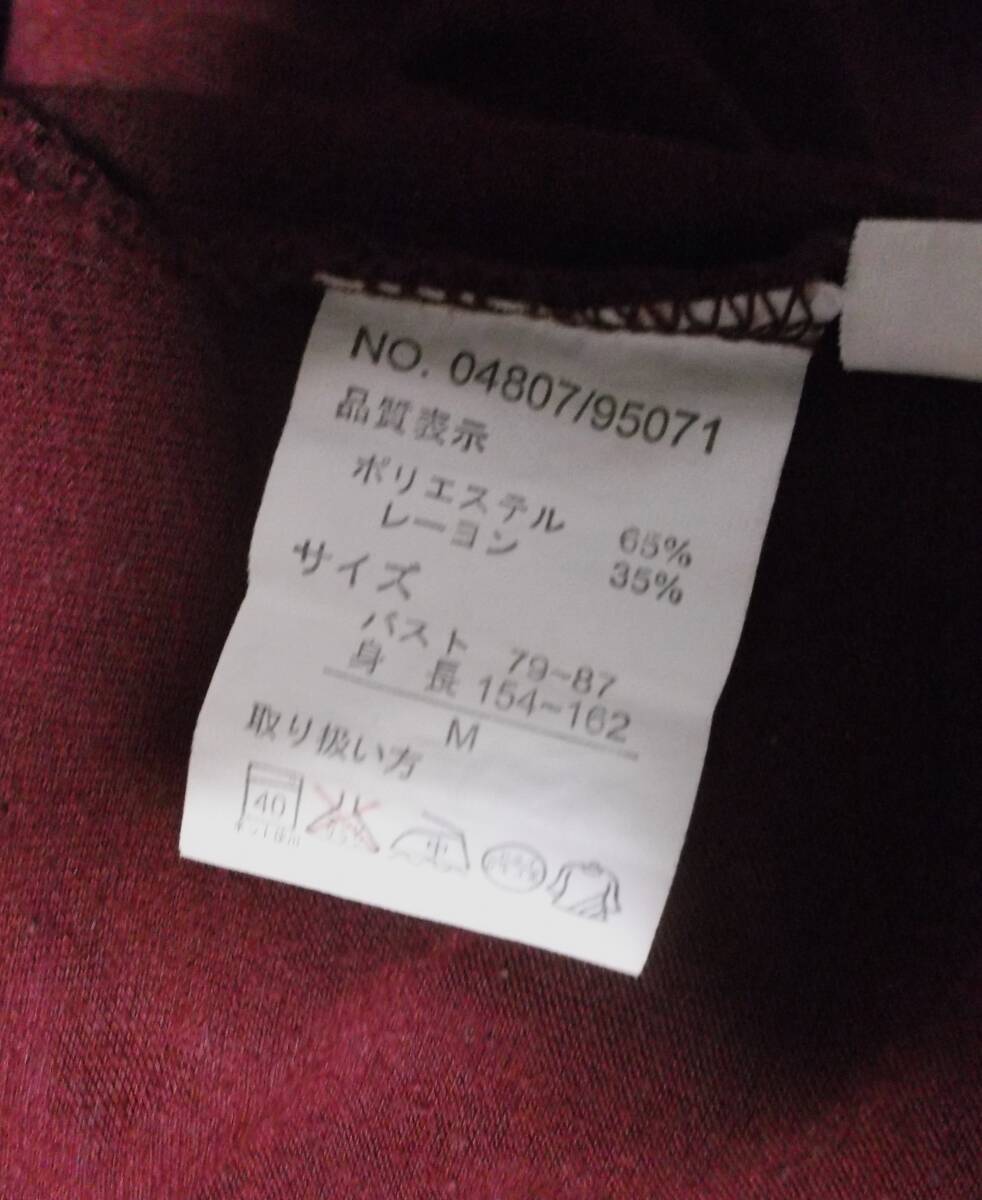 NO. 04807/95071
品質表示
ポリエステル 65%
レーヨン 35%
サイズ
バスト 79~87
身 長 154~162
M
取り扱い方
40 中